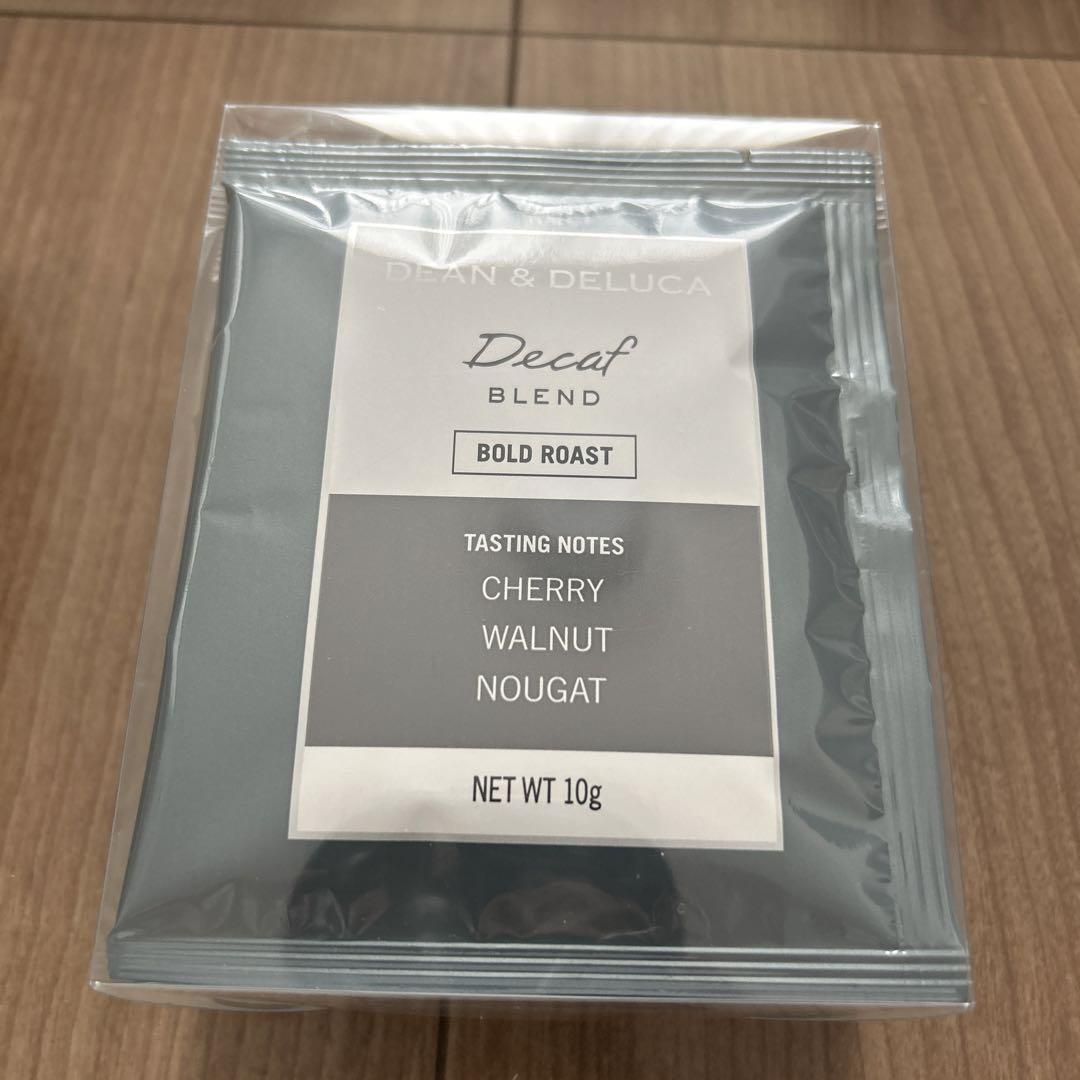 DEAN & DELUCA
Decaf
BLEND
BOLD ROAST
TASTING NOTES
CHERRY
WALNUT
NOUGAT
NET WT 10g